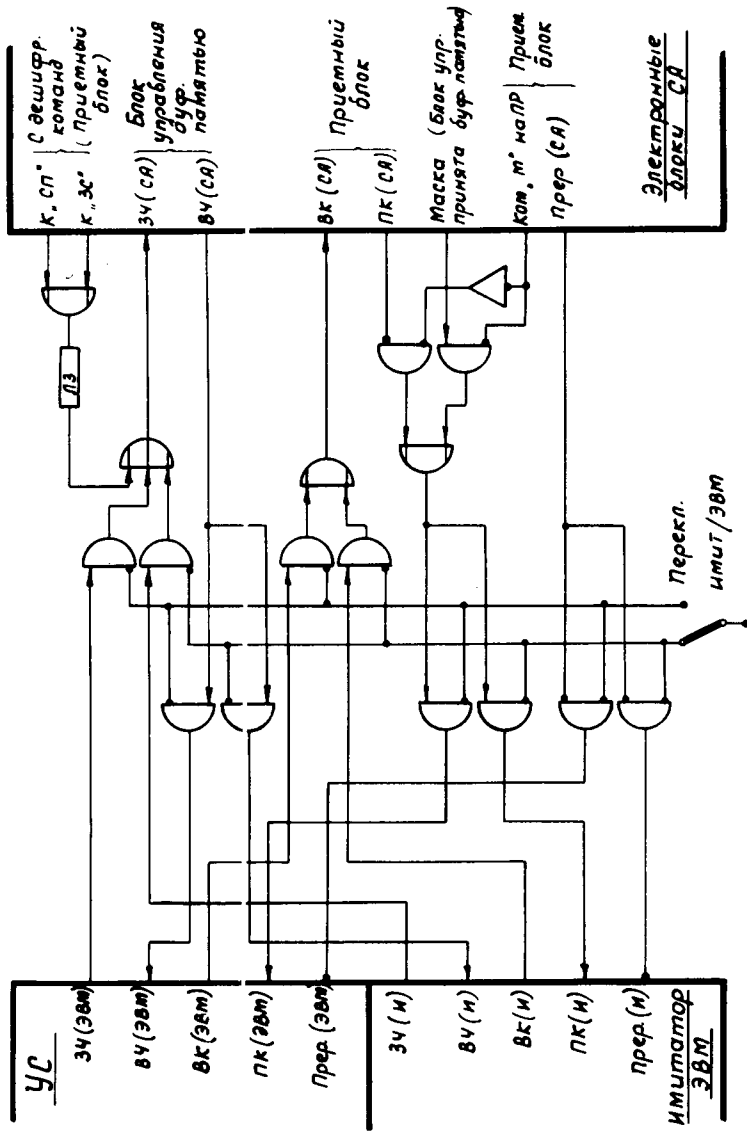 К „СП"
К „ЗС"
С дешифр.
команд
(Приемный
блок)
ЗЧ (СА)
ВЧ (СА)
Блок
управления
буф.
памятью
ВК (СА)
ПК (СА)
Приемный
блок
Маска
принята
(Блок упр.
буф. памятью)
Ком „Т" на ПР
Прер (СА)
Прием.
блок
Электронные
блоки СА
ЛЗ
Перекл.
имит/ЭВМ
УС
ЗЧ (ЭВМ)
ВЧ (ЭВМ)
ВК (ЭВМ)
ПК (ЭВМ)
Прер. (ЭВМ)
ЗЧ (И)
ВЧ (И)
ВК (И)
ПК (И)
Прер. (И)
Имитатор
ЭВМ